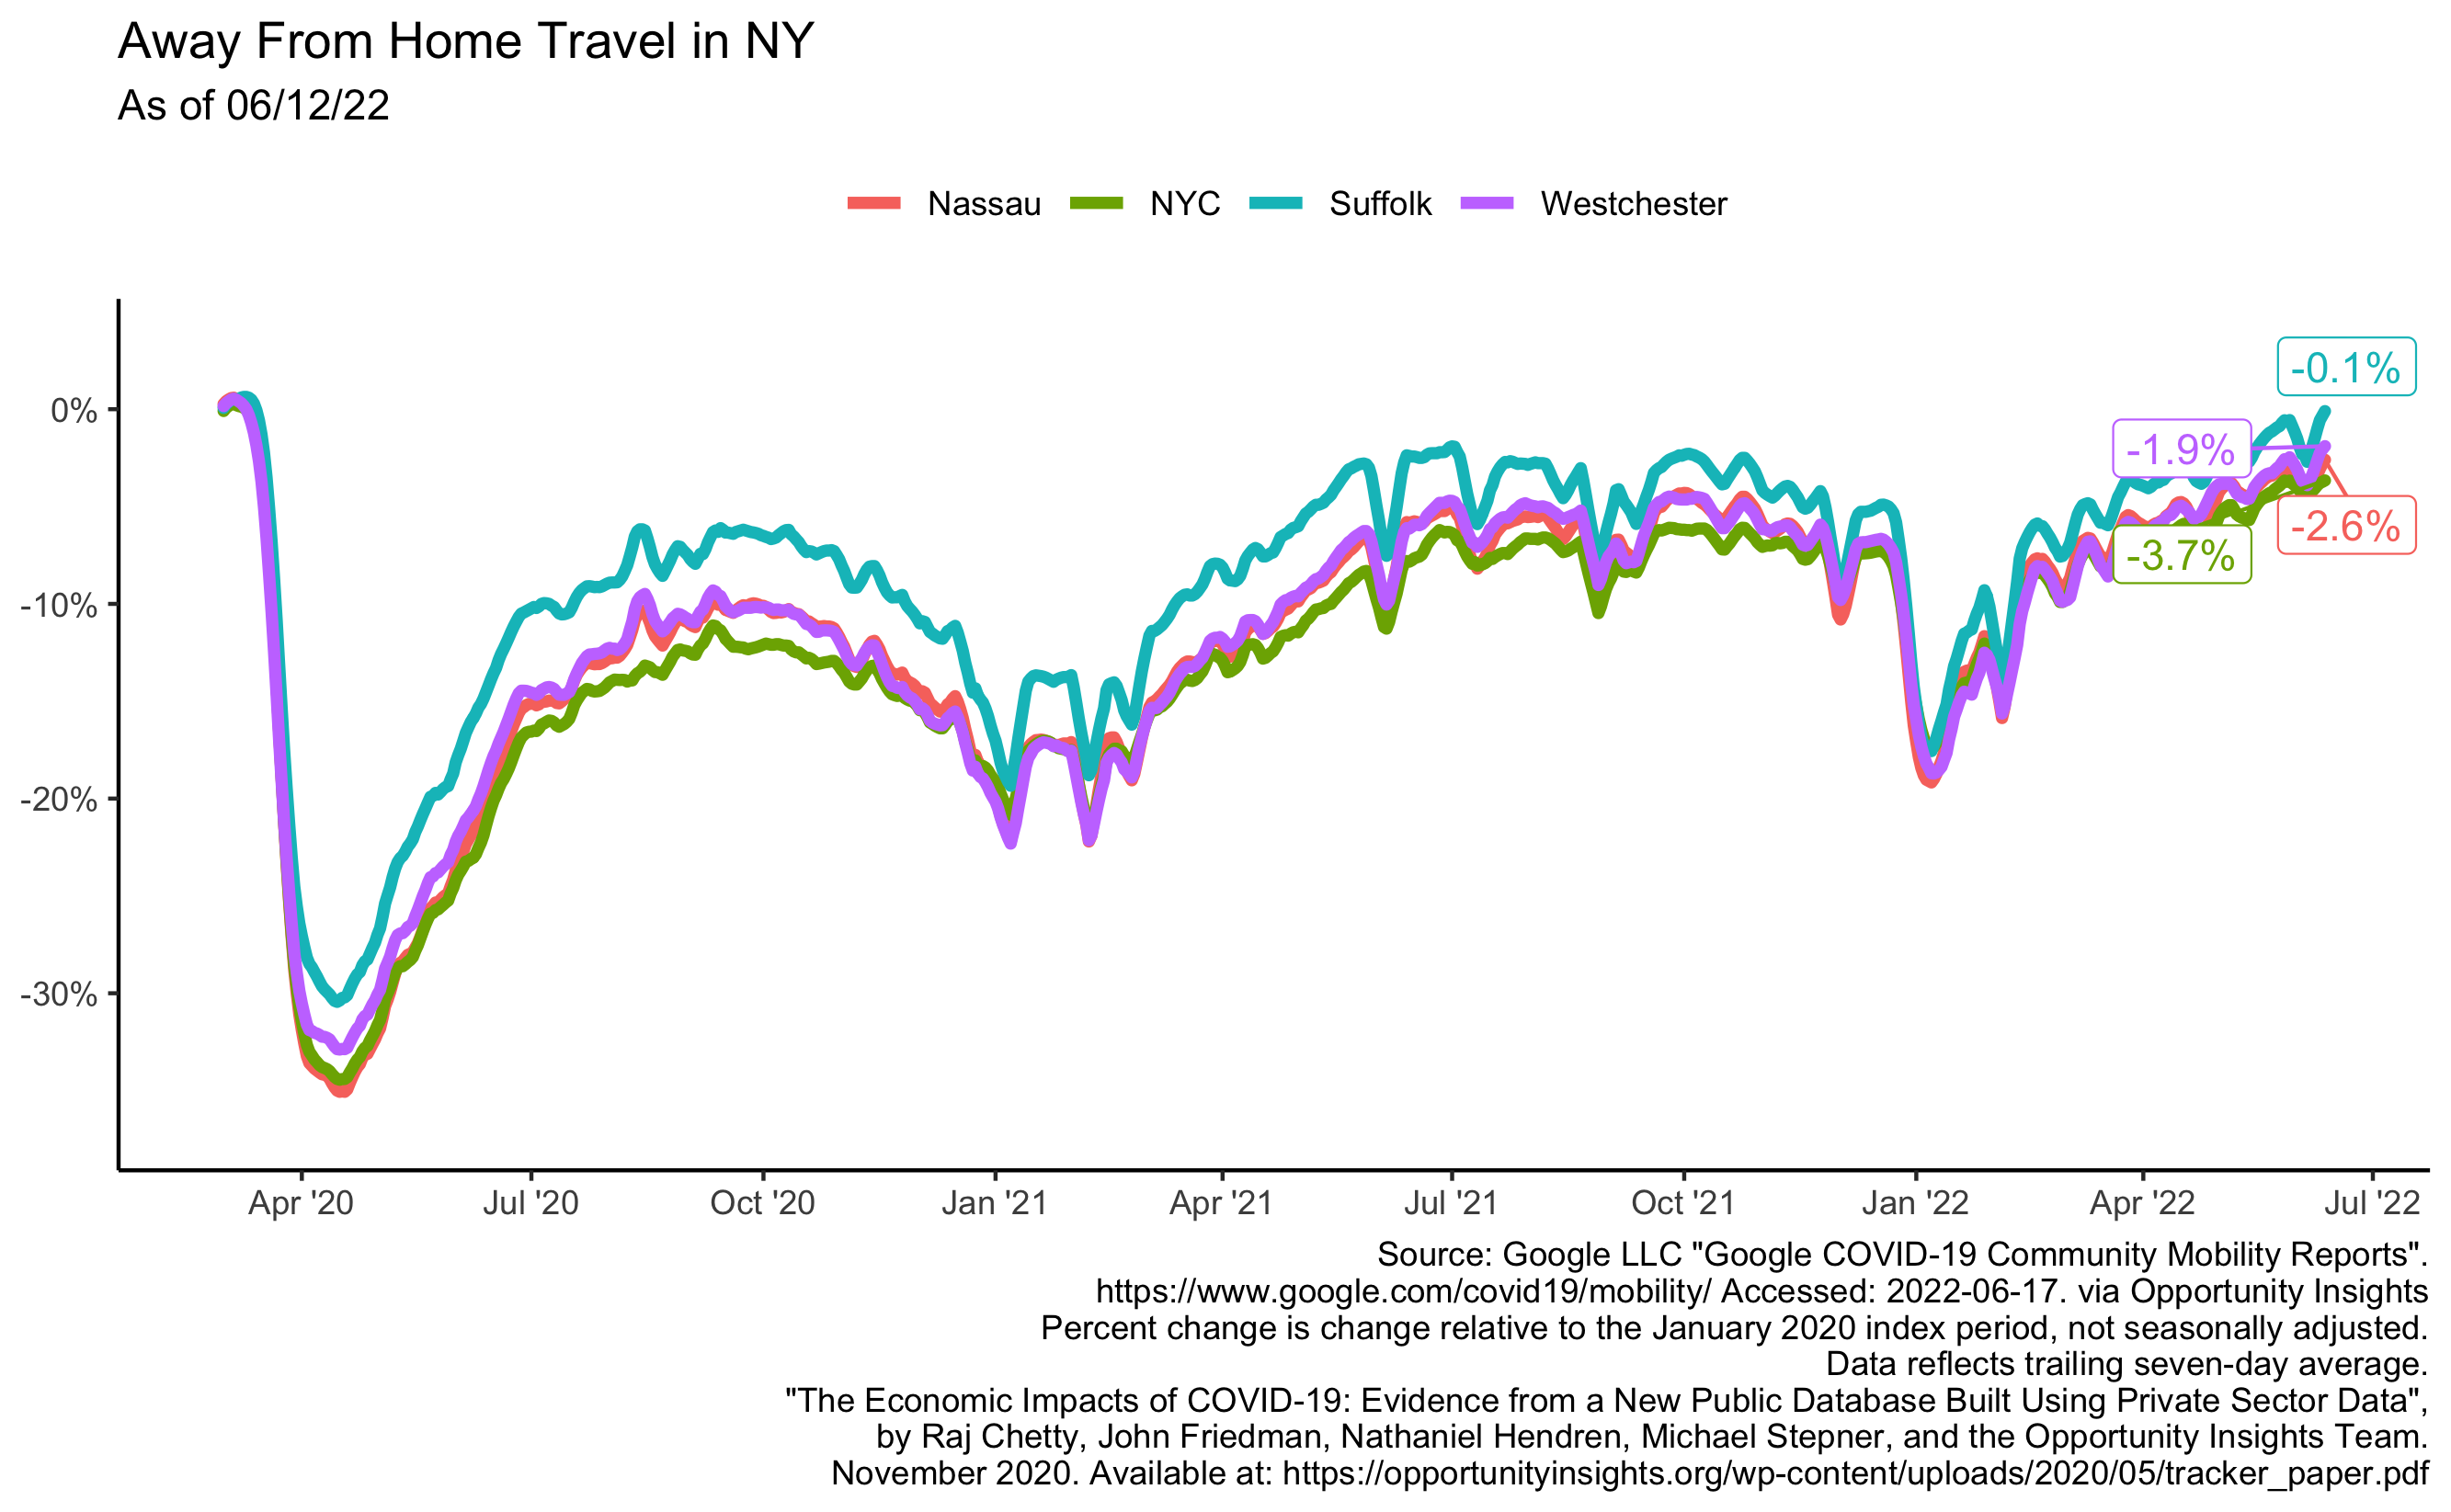 Away From Home Travel in NY
As of 06/12/22
Nassau NYC Suffolk Westchester
-0.1%
0%
-1.9%
-2.6%
-3.7%
-10%
-20%
-30%
Apr '20 Jul '20 Oct '20 Jan '21 Apr '21 Jul '21 Oct '21 Jan '22 Apr '22 Jul '22
Source: Google LLC "Google COVID-19 Community Mobility Reports".
https://www.google.com/covid19/mobility/ Accessed: 2022-06-17. via Opportunity Insights
Percent change is change relative to the January 2020 index period, not seasonally adjusted.
Data reflects trailing seven-day average.
"The Economic Impacts of COVID-19: Evidence from a New Public Database Built Using Private Sector Data",
by Raj Chetty, John Friedman, Nathaniel Hendren, Michael Stepner, and the Opportunity Insights Team.
November 2020. Available at: https://opportunityinsights.org/wp-content/uploads/2020/05/tracker_paper.pdf